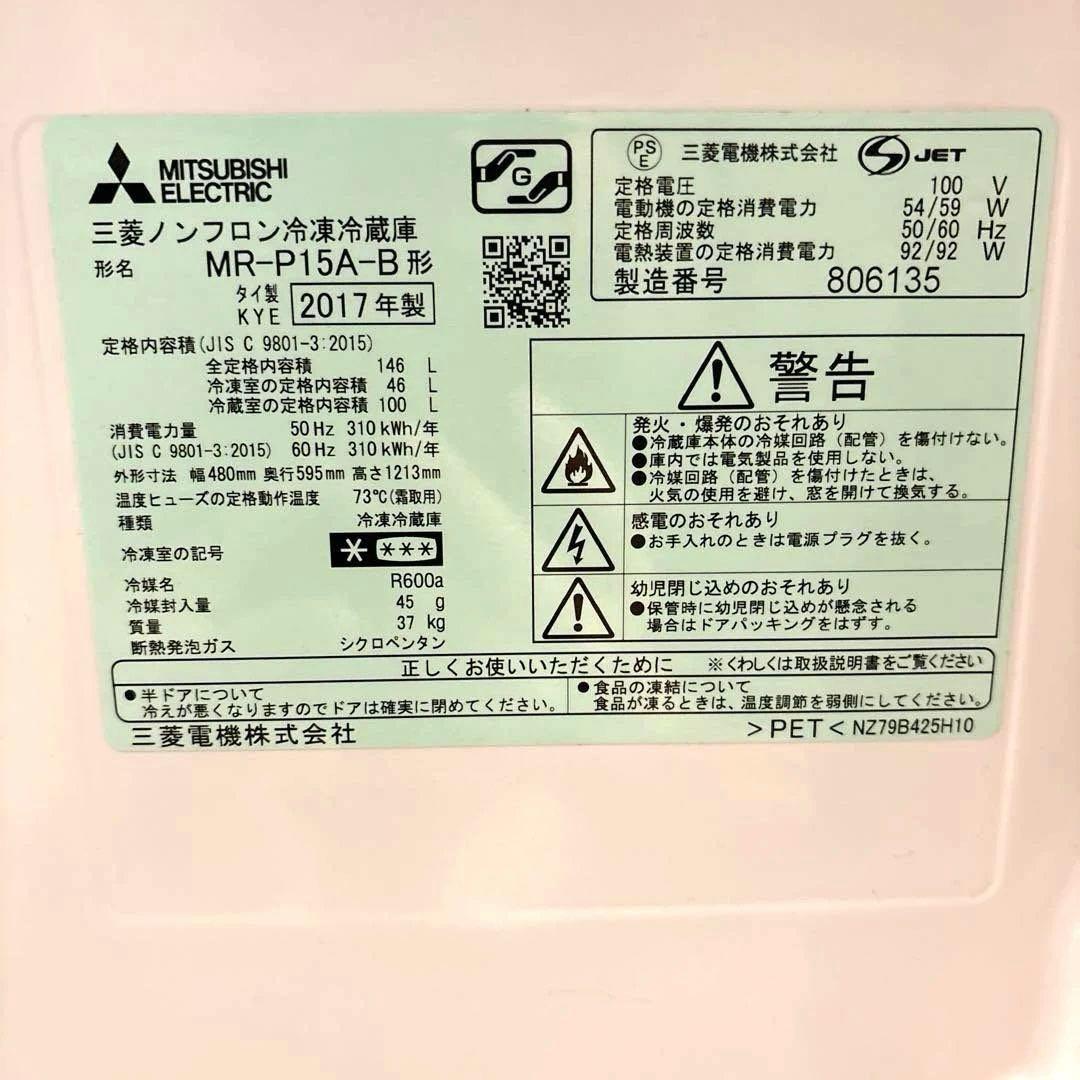 MITSUBISHI
ELECTRIC
三菱ノンフロン冷凍冷蔵庫
形名 MR-P15A-B形
タイ製
KYE 2017年製
G
PS
E 三菱電機株式会社 S JET
定格電圧 100 V
電動機の定格消費電力 54/59 W
定格周波数 50/60 Hz
電熱装置の定格消費電力 92/92 W
製造番号 806135
定格内容積(JIS C 9801-3:2015)
全定格内容積 146 L
冷凍室の定格内容積 46 L
冷蔵室の定格内容積 100 L
消費電力量 50Hz 310kWh/年
(JIS C 9801-3:2015) 60Hz 310kWh/年
外形寸法 幅480mm 奥行595mm 高さ1213mm
温度ヒューズの定格動作温度 73℃(霜取用)
種類 冷凍冷蔵庫
冷凍室の記号 * ***
冷媒名 R600a
冷媒封入量 45 g
質量 37 kg
断熱発泡ガス シクロペンタン
警告
発火・爆発のおそれあり
●冷蔵庫本体の冷媒回路(配管)を傷付けない。
●庫内では電気製品を使用しない。
●冷媒回路(配管)を傷付けたときは、
火気の使用を避け、窓を開けて換気する。
感電のおそれあり
●お手入れのときは電源プラグを抜く。
幼児閉じ込めのおそれあり
●保管時に幼児閉じ込めが懸念される
場合はドアパッキングをはずす。
正しくお使いいただくために ※くわしくは取扱説明書をご覧ください
●半ドアについて
冷えが悪くなりますのでドアは確実に閉めてください。
●食品の凍結について
食品が凍るときは、温度調節を弱側にしてください。
三菱電機株式会社 >PET< NZ79B425H10